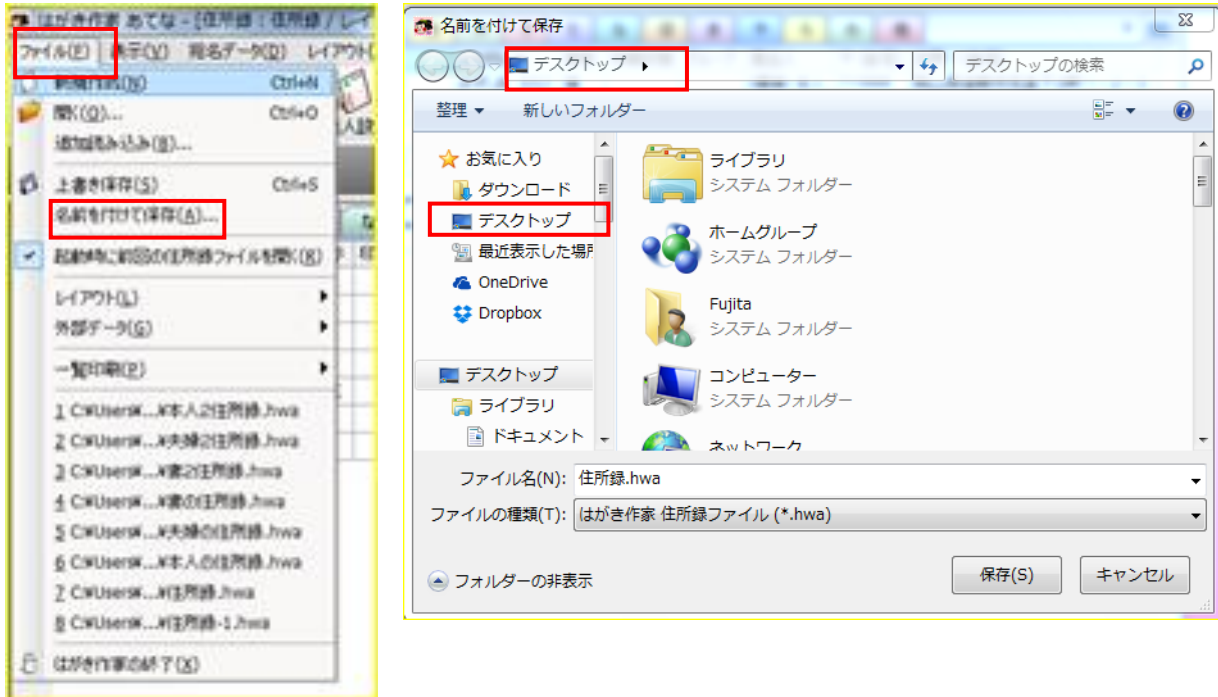 はがき作家 あてな - [住所録 : 住所録 / レイ
ファイル(F) 表示(V) 宛名データ(D) レイアウト(
新規作成(N) Ctrl+N
開く(O)... Ctrl+O
追加読み込み(B)...
上書き保存(S) Ctrl+S
名前を付けて保存(A)...
起動時に前回の住所録ファイルを開く(R)
レイアウト(L)
外部データ(G)
一覧印刷(P)
1 C:¥Users¥...¥本人2住所録.hwa
2 C:¥Users¥...¥夫婦2住所録.hwa
3 C:¥Users¥...¥妻2住所録.hwa
4 C:¥Users¥...¥妻の住所録.hwa
5 C:¥Users¥...¥夫婦の住所録.hwa
6 C:¥Users¥...¥本人の住所録.hwa
7 C:¥Users¥...¥住所録.hwa
8 C:¥Users¥...¥住所録-1.hwa
はがき作家の終了(X)
名前を付けて保存
デスクトップ
デスクトップの検索
整理 新しいフォルダー
お気に入り
ダウンロード
デスクトップ
最近表示した場所
OneDrive
Dropbox
デスクトップ
ライブラリ
ドキュメント
ライブラリ
システム フォルダー
ホームグループ
システム フォルダー
Fujita
システム フォルダー
コンピューター
システム フォルダー
ネットワーク
ファイル名(N): 住所録.hwa
ファイルの種類(T): はがき作家 住所録ファイル (*.hwa)
フォルダーの非表示
保存(S) キャンセル